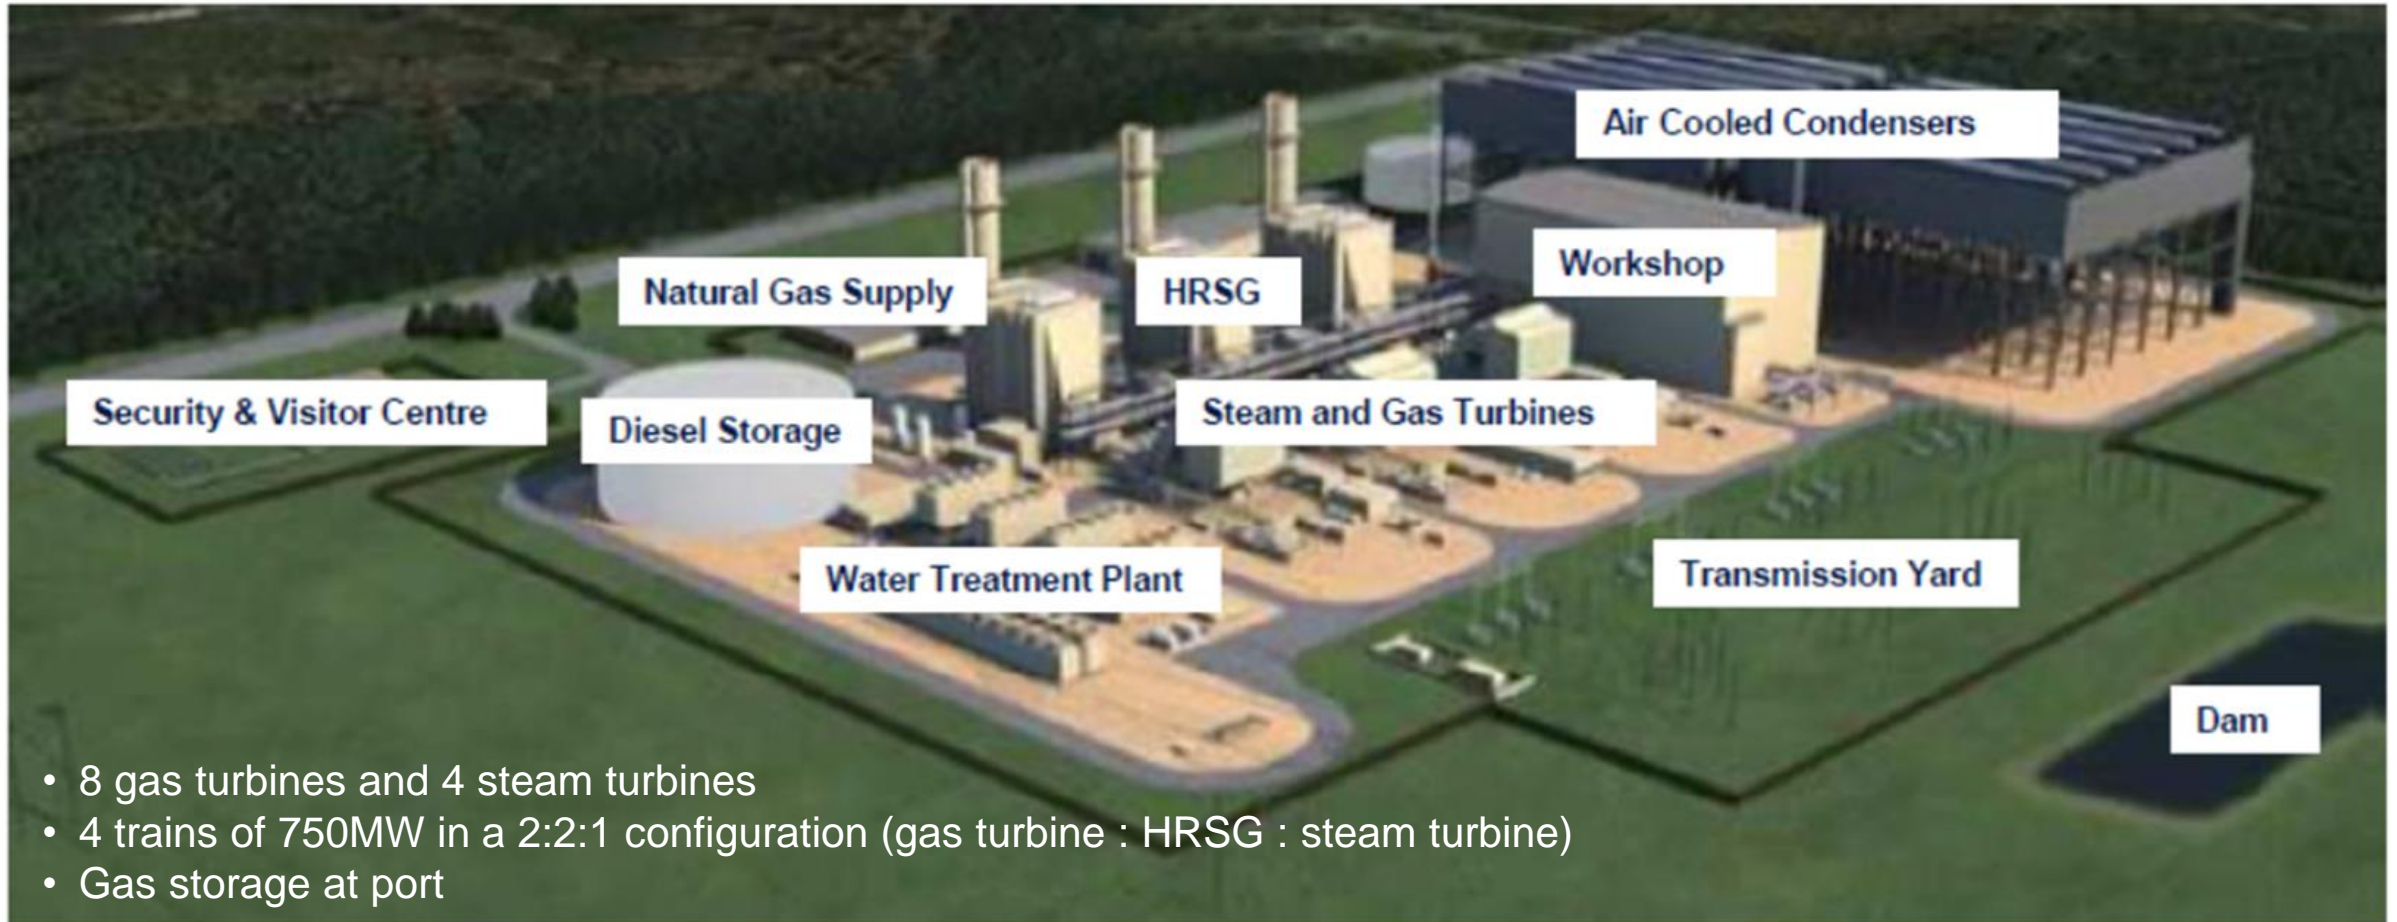 Air Cooled Condensers
Workshop
Natural Gas Supply
HRSG
Security & Visitor Centre
Diesel Storage
Steam and Gas Turbines
Water Treatment Plant
Transmission Yard
Dam
• 8 gas turbines and 4 steam turbines
• 4 trains of 750MW in a 2:2:1 configuration (gas turbine : HRSG : steam turbine)
• Gas storage at port